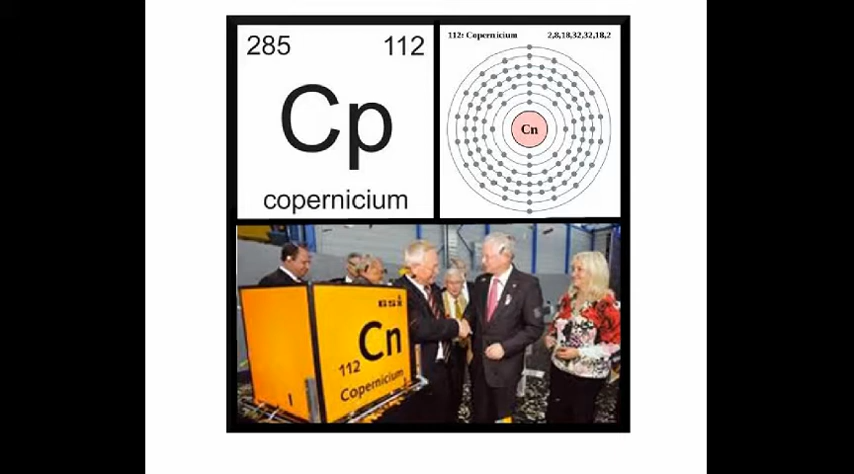 285 112
Cp
copernicium
112: Copernicium 2,8,18,32,32,18,2
Cn
GSI
Cn
112
Copernicium